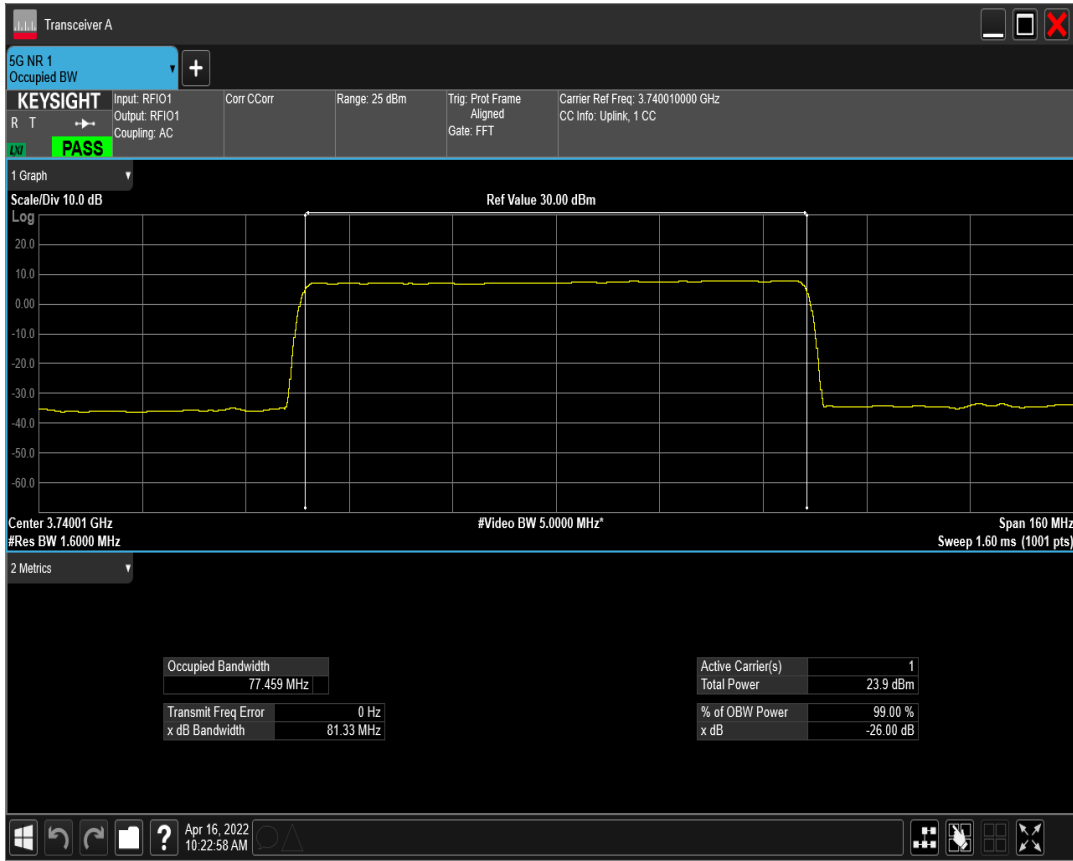 Transceiver A
5G NR 1
Occupied BW
+
KEYSIGHT
R T
LXI
PASS
Input: RFIO1
Output: RFIO1
Coupling: AC
Corr CCorr
Range: 25 dBm
Trig: Prot Frame
Aligned
Gate: FFT
Carrier Ref Freq: 3.740010000 GHz
CC Info: Uplink, 1 CC
1 Graph
Scale/Div 10.0 dB
Ref Value 30.00 dBm
Log
20.0
10.0
0.00
-10.0
-20.0
-30.0
-40.0
-50.0
-60.0
Center 3.74001 GHz
#Video BW 5.0000 MHz*
Span 160 MHz
#Res BW 1.6000 MHz
Sweep 1.60 ms (1001 pts)
2 Metrics
Occupied Bandwidth
77.459 MHz
Transmit Freq Error 0 Hz
x dB Bandwidth 81.33 MHz
Active Carrier(s) 1
Total Power 23.9 dBm
% of OBW Power 99.00 %
x dB -26.00 dB
?
Apr 16, 2022
10:22:58 AM